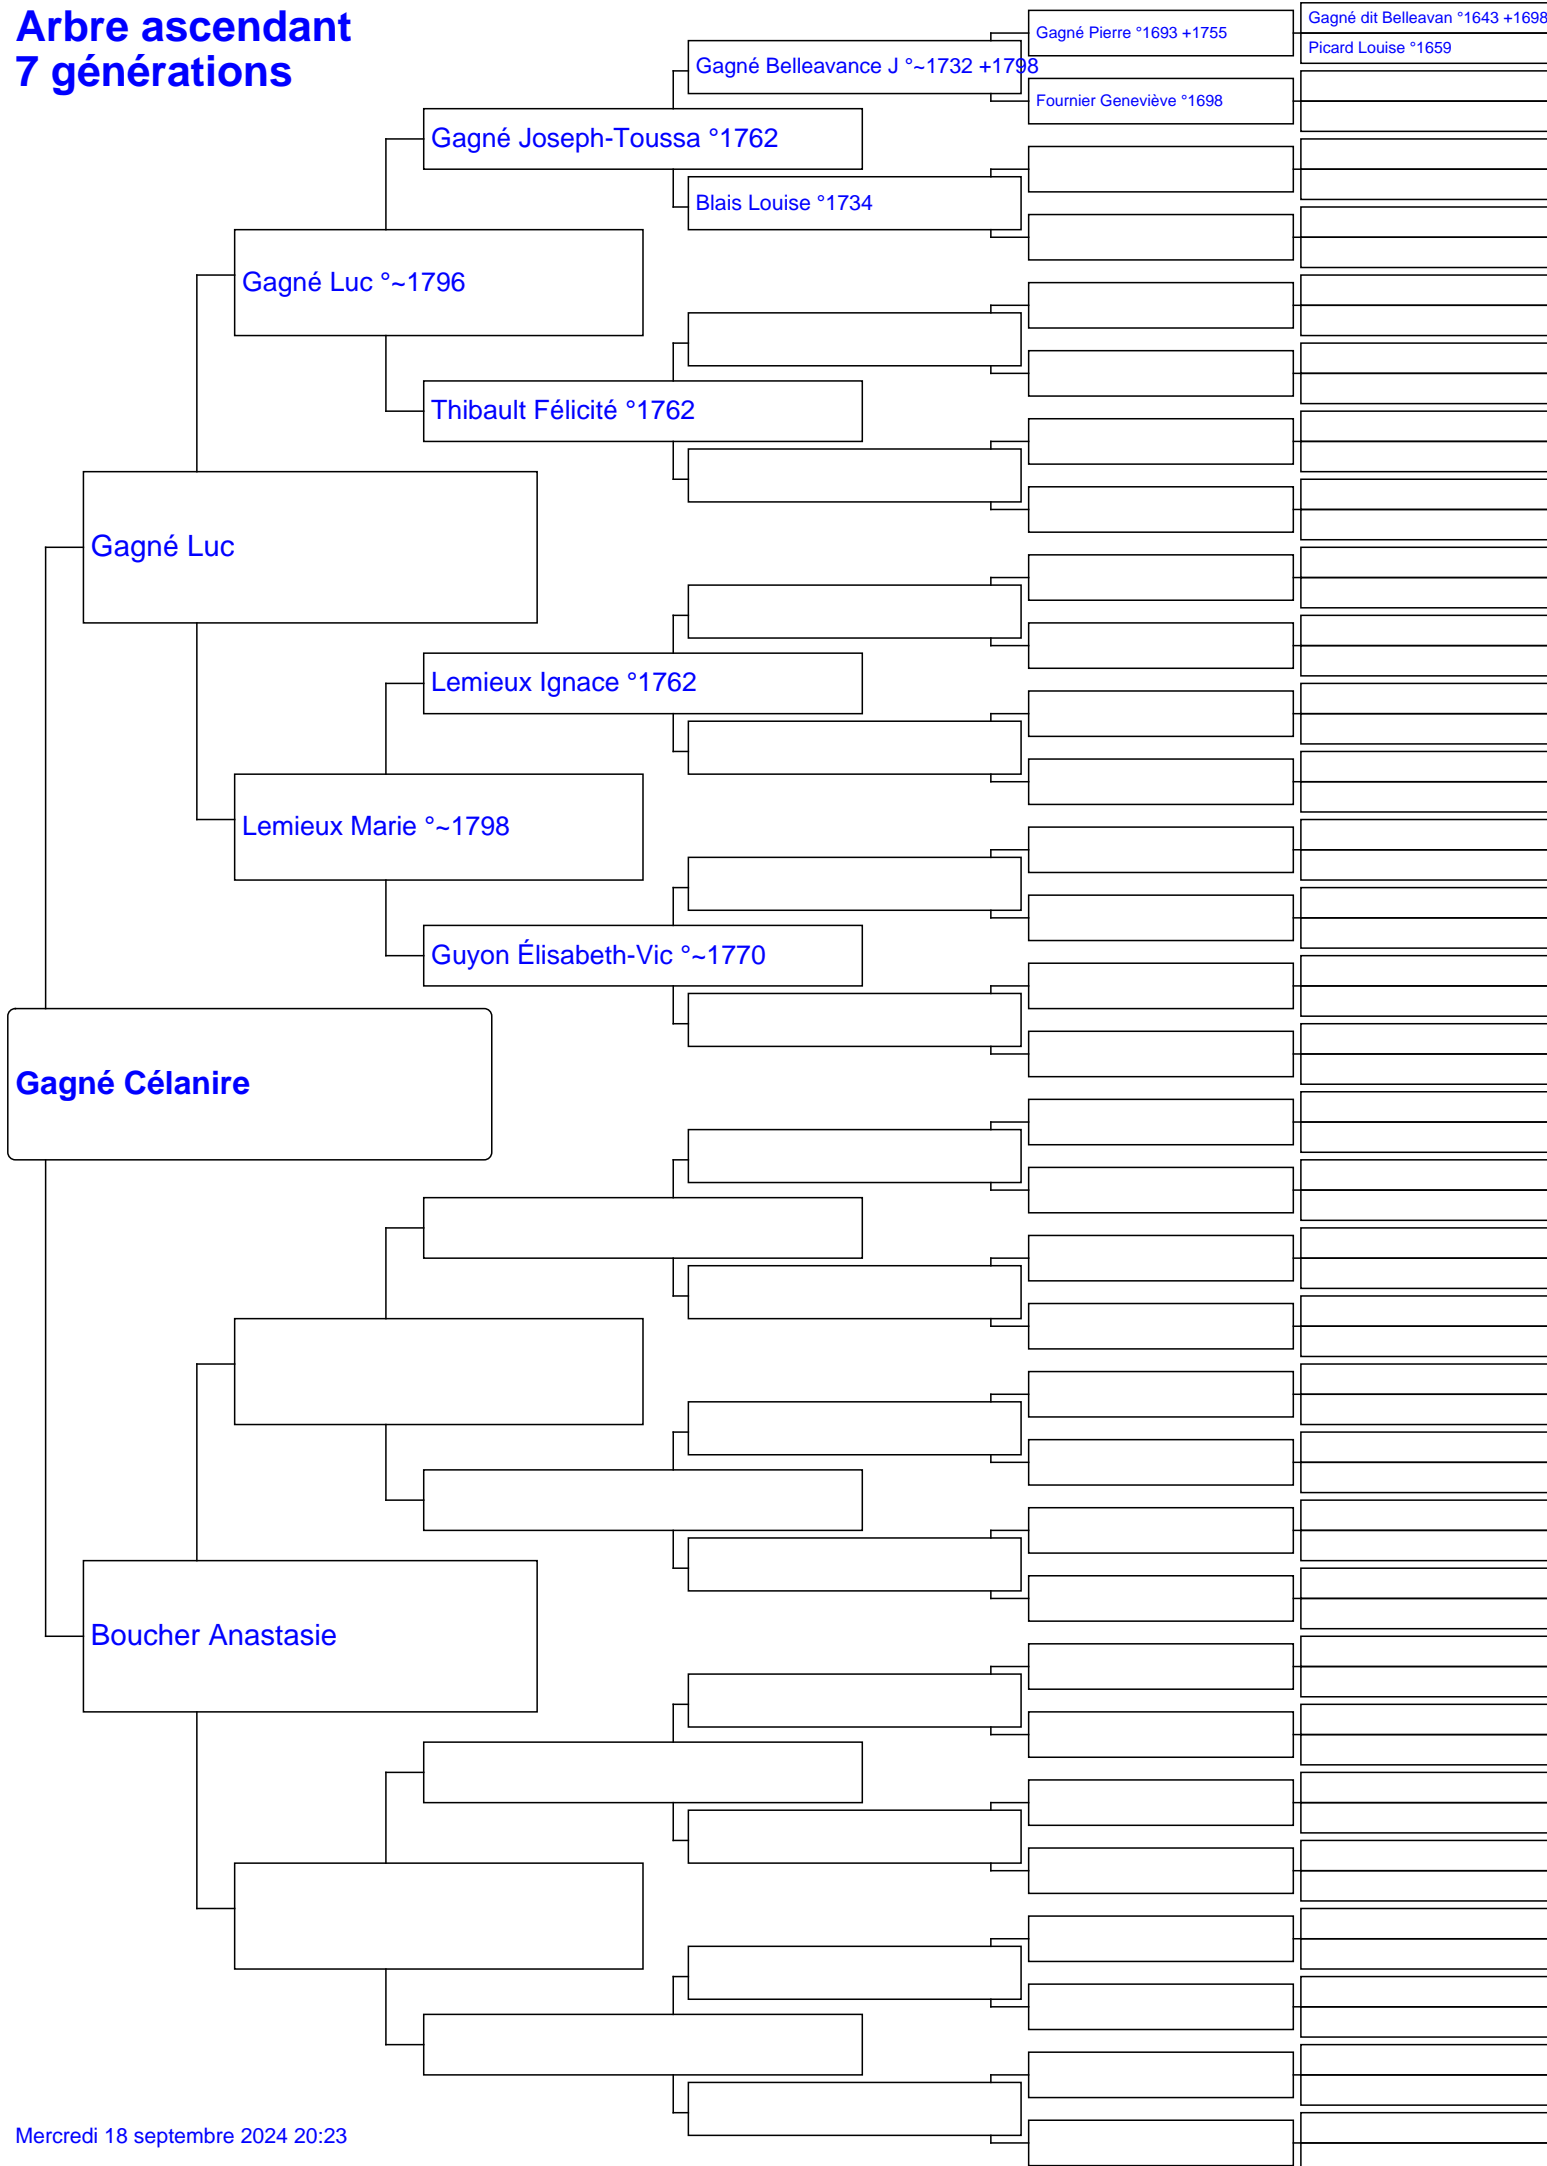 Arbre ascendant
7 générations
Gagné dit Belleavan °1643 +1698
Gagné Pierre °1693 +1755
Picard Louise °1659
Gagné Belleavance J °~1732 +1798
Fournier Geneviève °1698
Gagné Joseph-Toussa °1762
Blais Louise °1734
Gagné Luc °~1796
Thibault Félicité °1762
Gagné Luc
Lemieux Ignace °1762
Lemieux Marie °~1798
Guyon Élisabeth-Vic °~1770
Gagné Célanire
Boucher Anastasie
Mercredi 18 septembre 2024 20:23